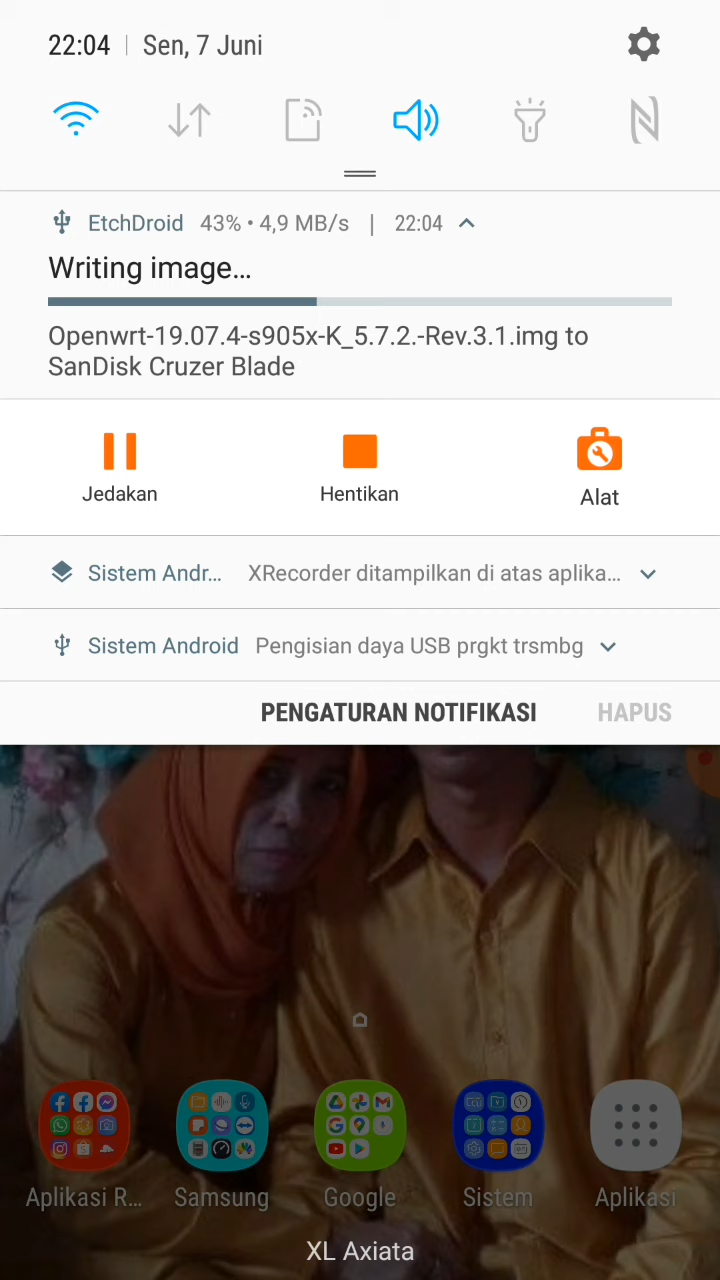 22:04 | Sen, 7 Juni
EtchDroid 43% • 4,9 MB/s | 22:04
Writing image...
Openwrt-19.07.4-s905x-K_5.7.2.-Rev.3.1.img to
SanDisk Cruzer Blade
Jedakan Hentikan Alat
Sistem Andr... XRecorder ditampilkan di atas aplika...
Sistem Android Pengisian daya USB prgkt trsmbg
PENGATURAN NOTIFIKASI HAPUS
Aplikasi R... Samsung Google Sistem Aplikasi
XL Axiata